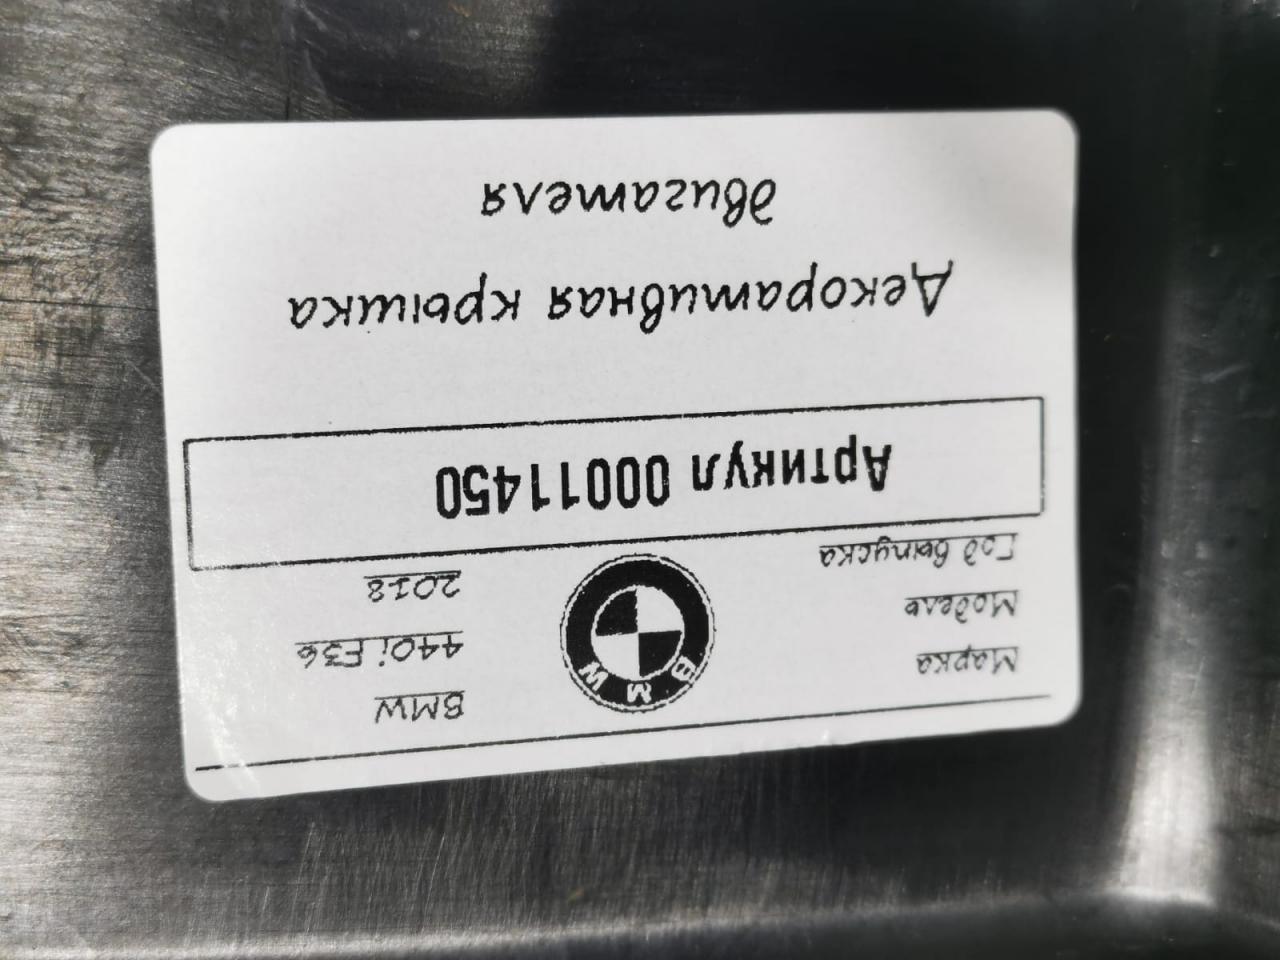 Марка BMW
Модель 440i F36
Год выпуска 2018
BMW
Артикул 00011450
Декоративная крышка
двигателя